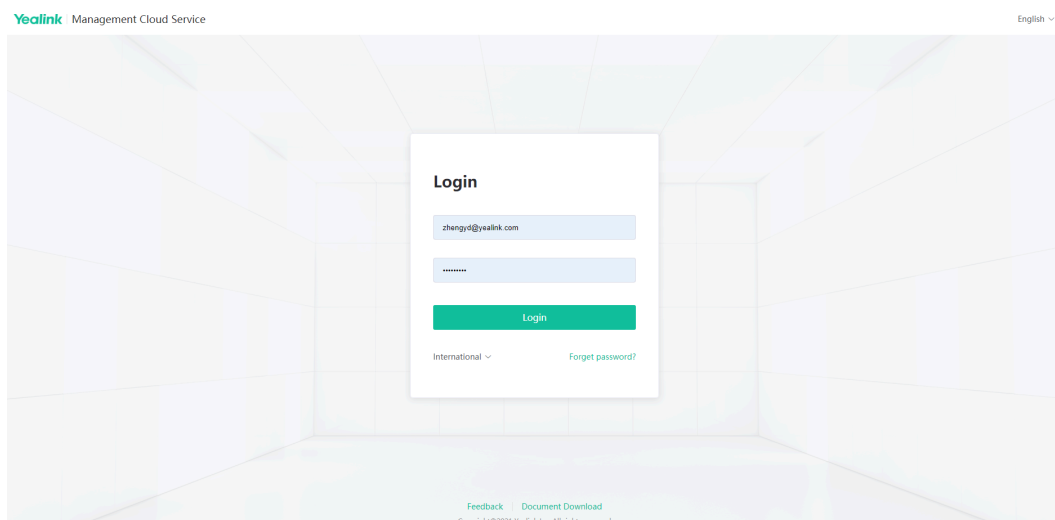 Yealink Management Cloud Service
English
Login
zhengyd@yealink.com
•••••••••
Login
International
Forget password?
Feedback
Document Download